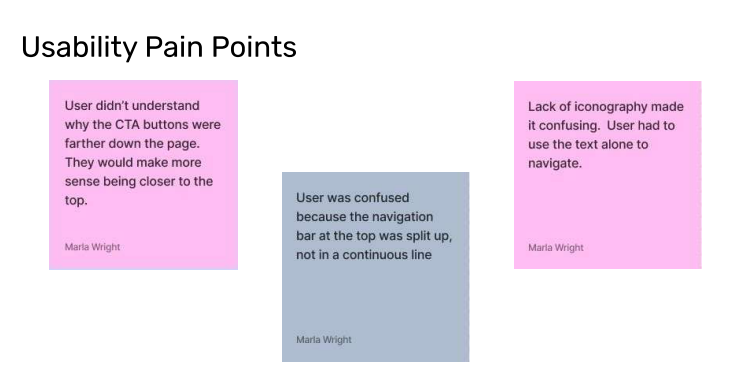 Usability Pain Points
User didn't understand
why the CTA buttons were
farther down the page.
They would make more
sense being closer to the
top.
Marla Wright
User was confused
because the navigation
bar at the top was split up,
not in a continuous line
Marla Wright
Lack of iconography made
it confusing.  User had to
use the text alone to
navigate.
Marla Wright